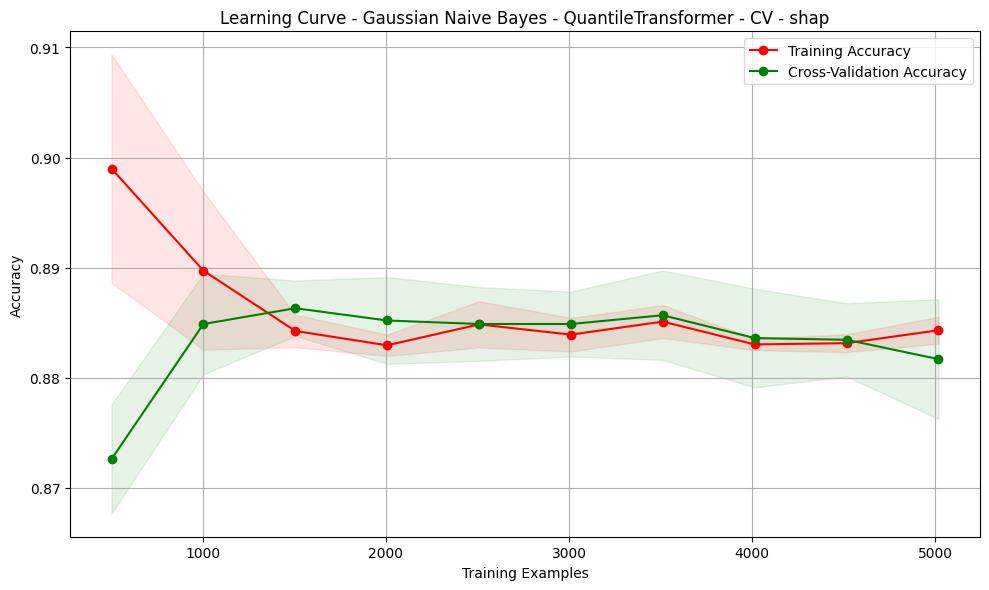 Learning Curve - Gaussian Naive Bayes - QuantileTransformer - CV - shap
Training Accuracy
Cross-Validation Accuracy
Accuracy
0.91
0.90
0.89
0.88
0.87
1000 2000 3000 4000 5000
Training Examples